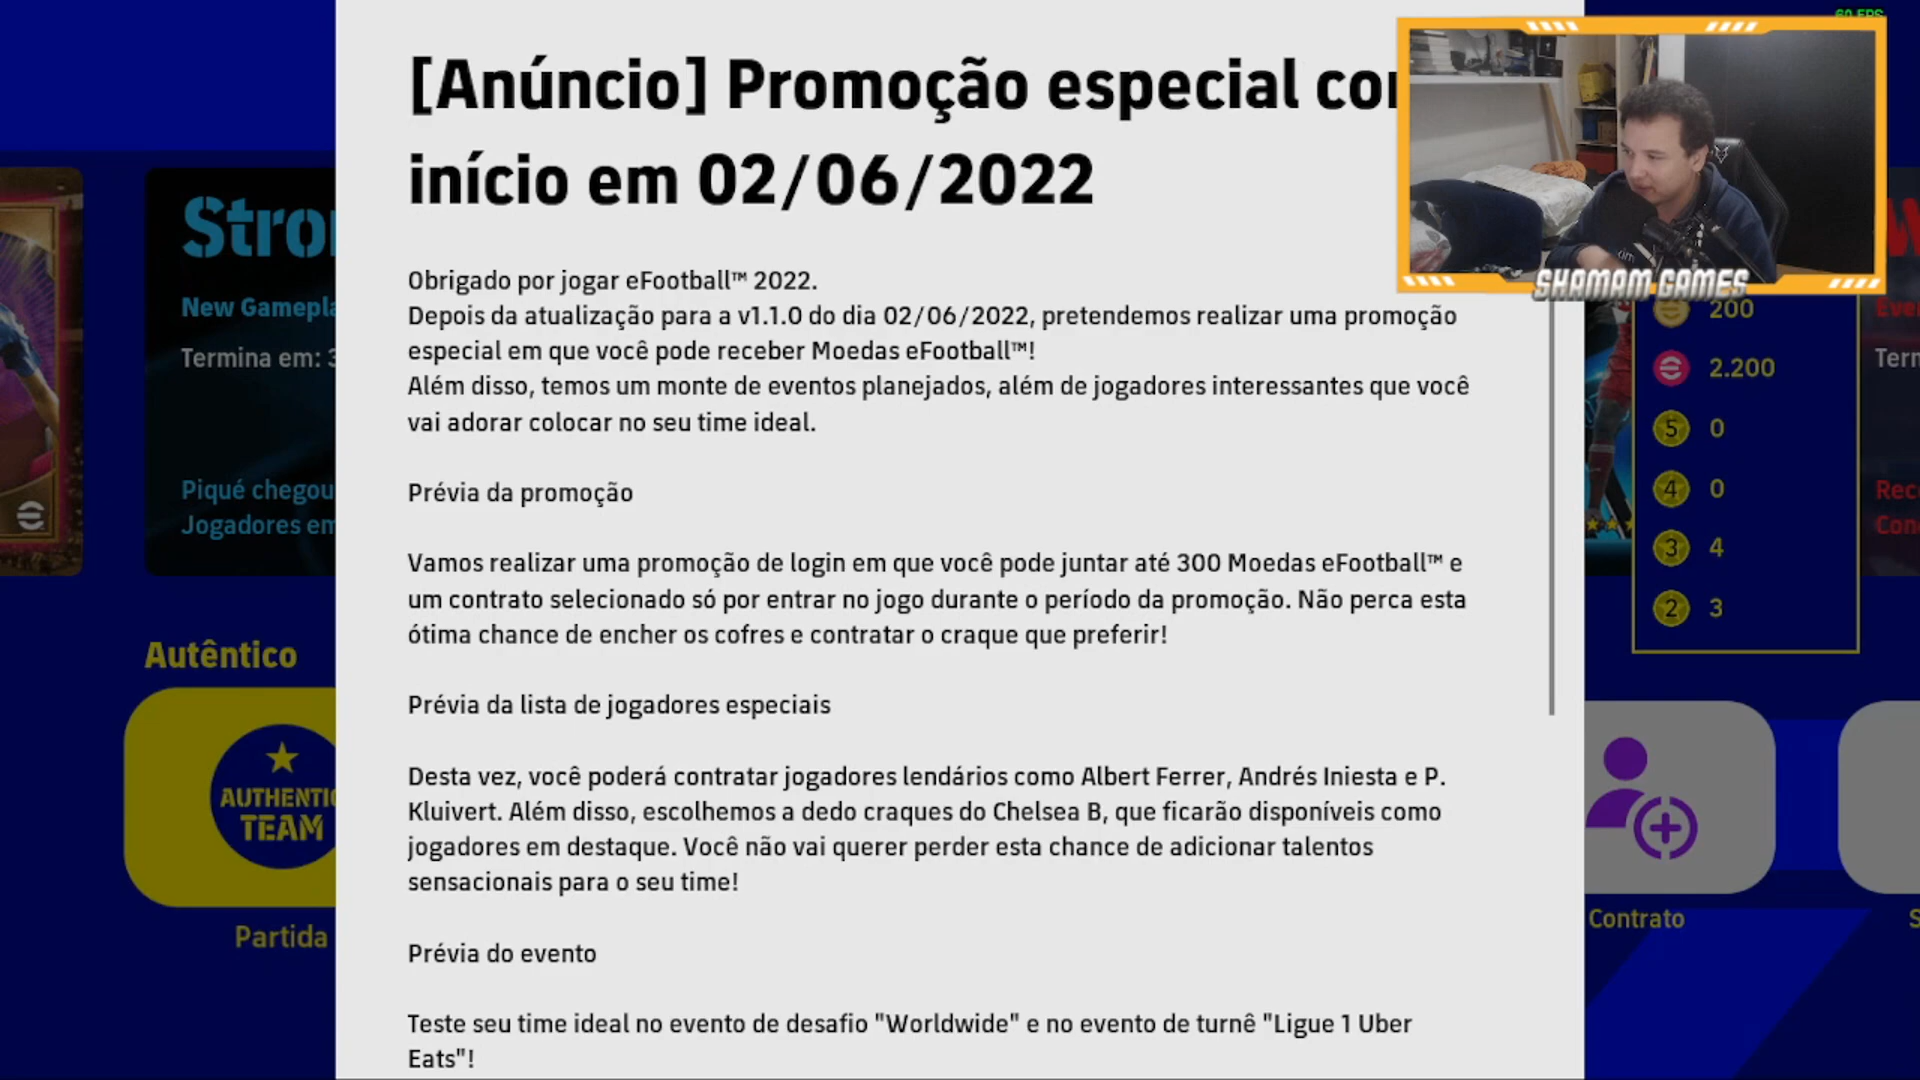 60 FPS
[Anúncio] Promoção especial
início em 02/06/2022
Obrigado por jogar eFootball™ 2022.
Depois da atualização para a v1.1.0 do dia 02/06/2022, pretendemos realizar uma promoção
especial em que você pode receber Moedas eFootball™!
Além disso, temos um monte de eventos planejados, além de jogadores interessantes que você
vai adorar colocar no seu time ideal.
Prévia da promoção
Vamos realizar uma promoção de login em que você pode juntar até 300 Moedas eFootball™ e
um contrato selecionado só por entrar no jogo durante o período da promoção. Não perca esta
ótima chance de encher os cofres e contratar o craque que preferir!
Prévia da lista de jogadores especiais
Desta vez, você poderá contratar jogadores lendários como Albert Ferrer, Andrés Iniesta e P.
Kluivert. Além disso, escolhemos a dedo craques do Chelsea B, que ficarão disponíveis como
jogadores em destaque. Você não vai querer perder esta chance de adicionar talentos
sensacionais para o seu time!
Prévia do evento
Teste seu time ideal no evento de desafio "Worldwide" e no evento de turnê "Ligue 1 Uber
Eats"!
New
Termina em: 3
Piqué chegou
Jogadores em
Autêntico
AUTHENTIC
TEAM
Partida
SHAMAM GAMES
200
2.200
5 0
4 0
3 4
2 3
Contrato